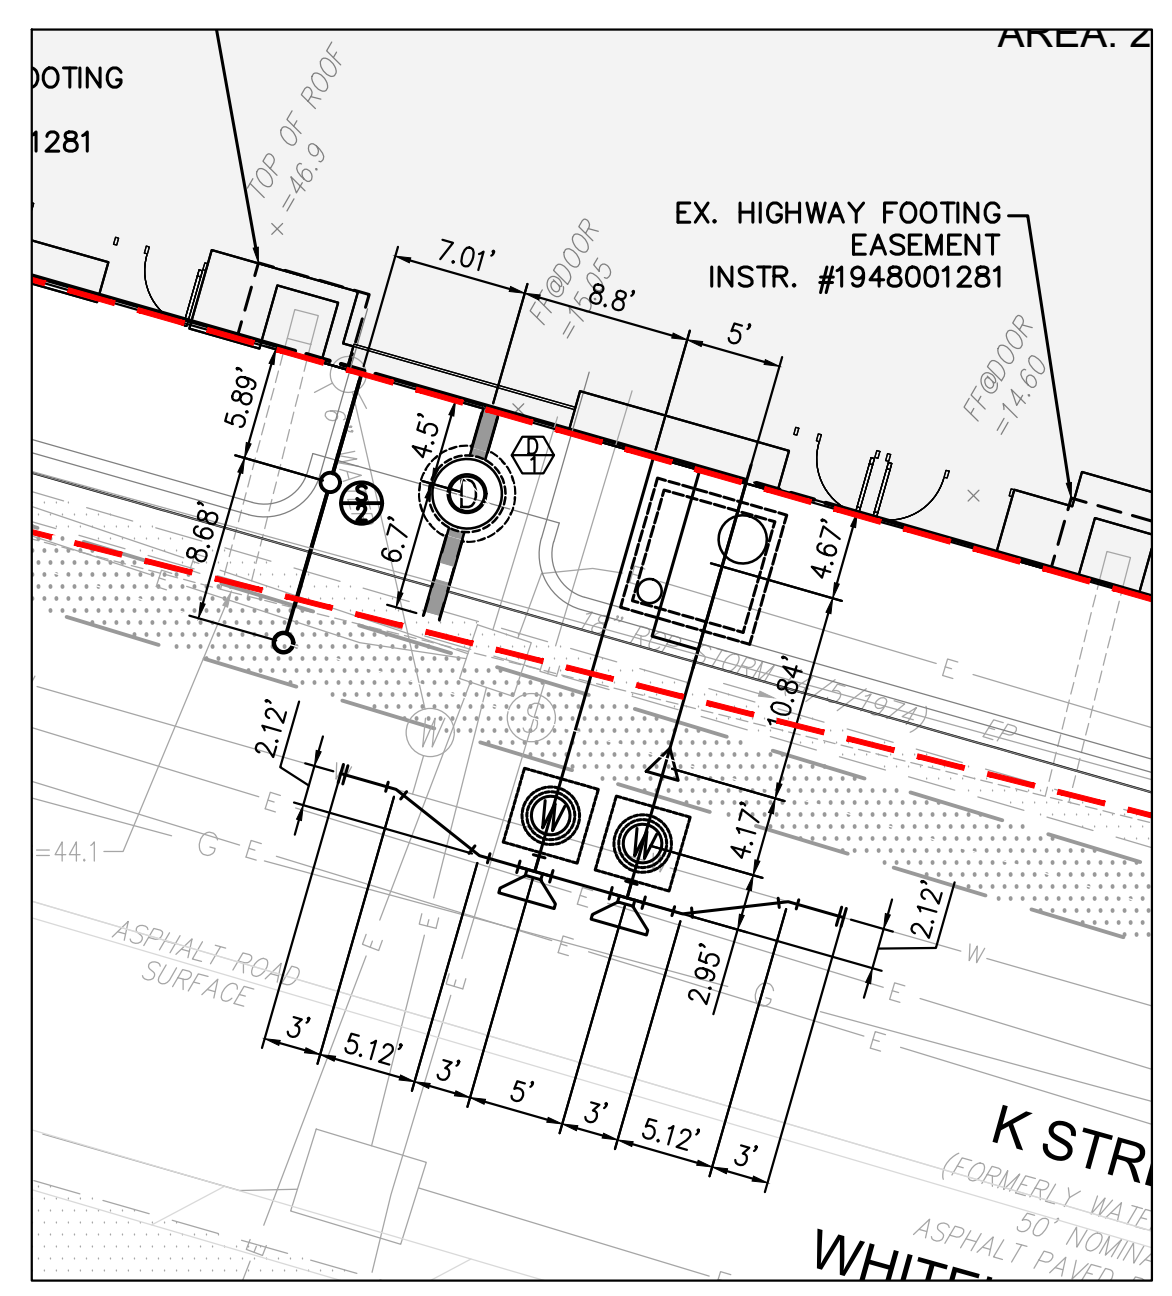 AREA: 2
OOTING
1281
TOP OF ROOF
=46.9
EX. HIGHWAY FOOTING
EASEMENT
INSTR. #1948001281
7.01'
FF@DOOR
=15.05
8.8'
5'
FF@DOOR
=14.60
5.89'
4.5'
D
1
S
2
D
8.68'
6.7'
4.67'
18" RCP STORM
/5/1974)
E
EP
10.84'
2.12'
W
S
E
W
W
4.17'
=44.1
G
E
E
2.12'
E
E
E
W
ASPHALT ROAD
SURFACE
E
2.95'
G
E
E
3'
5.12'
3'
5'
3'
5.12'
3'
K STR
(FORMERLY WATE
50' NOMINA
ASPHALT PAVED
E
WHITE